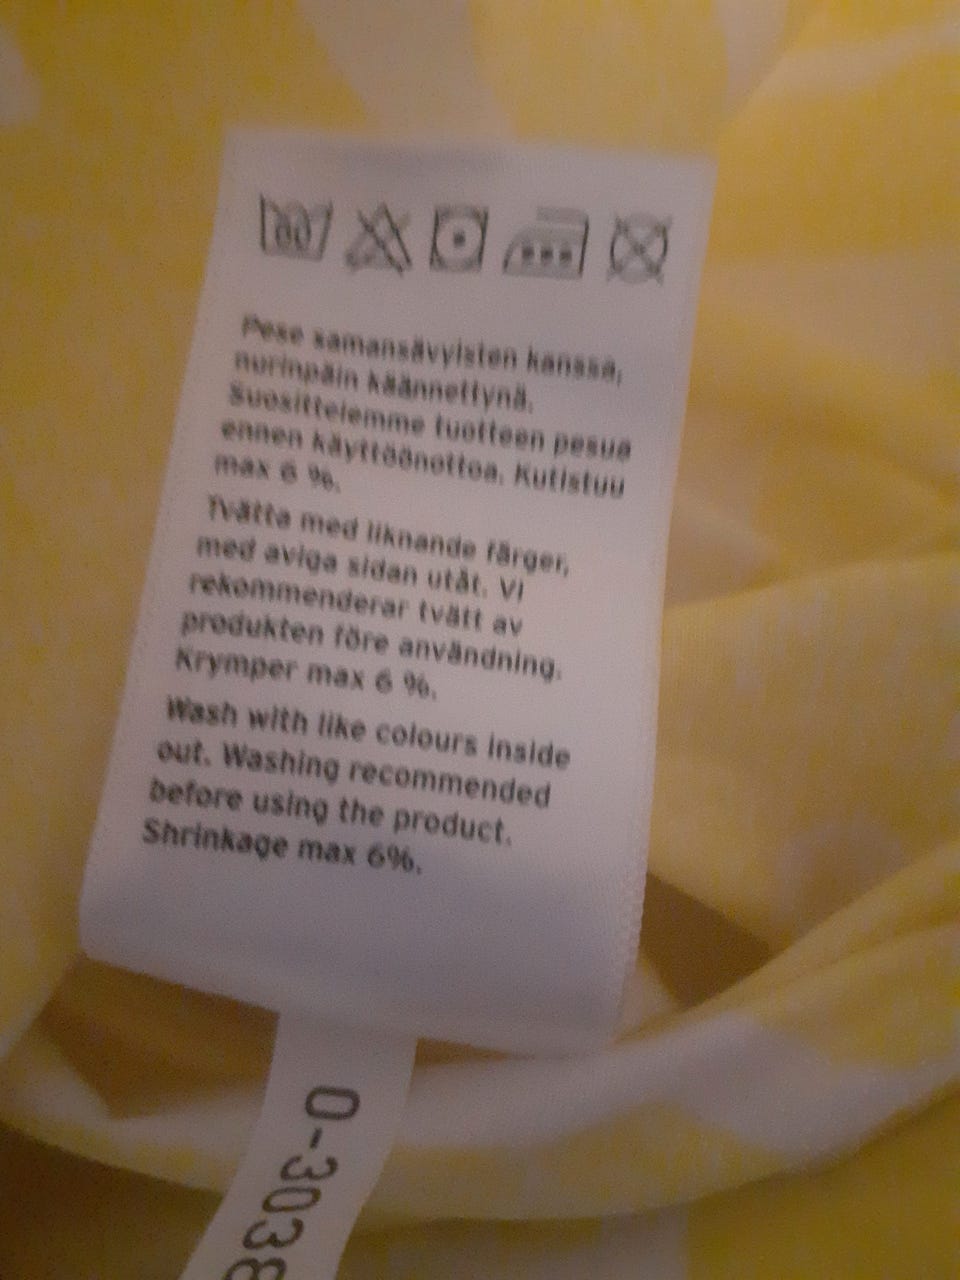 60
Pese samansävyisten kanssa,
nurinpäin käännettynä.
Suosittelemme tuotteen pesua
ennen käyttöönottoa. Kutistuu
max 6 %.
Tvätta med liknande färger,
med aviga sidan utåt. Vi
rekommenderar tvätt av
produkten före användning.
Krymper max 6 %.
Wash with like colours inside
out. Washing recommended
before using the product.
Shrinkage max 6%.
0-3038